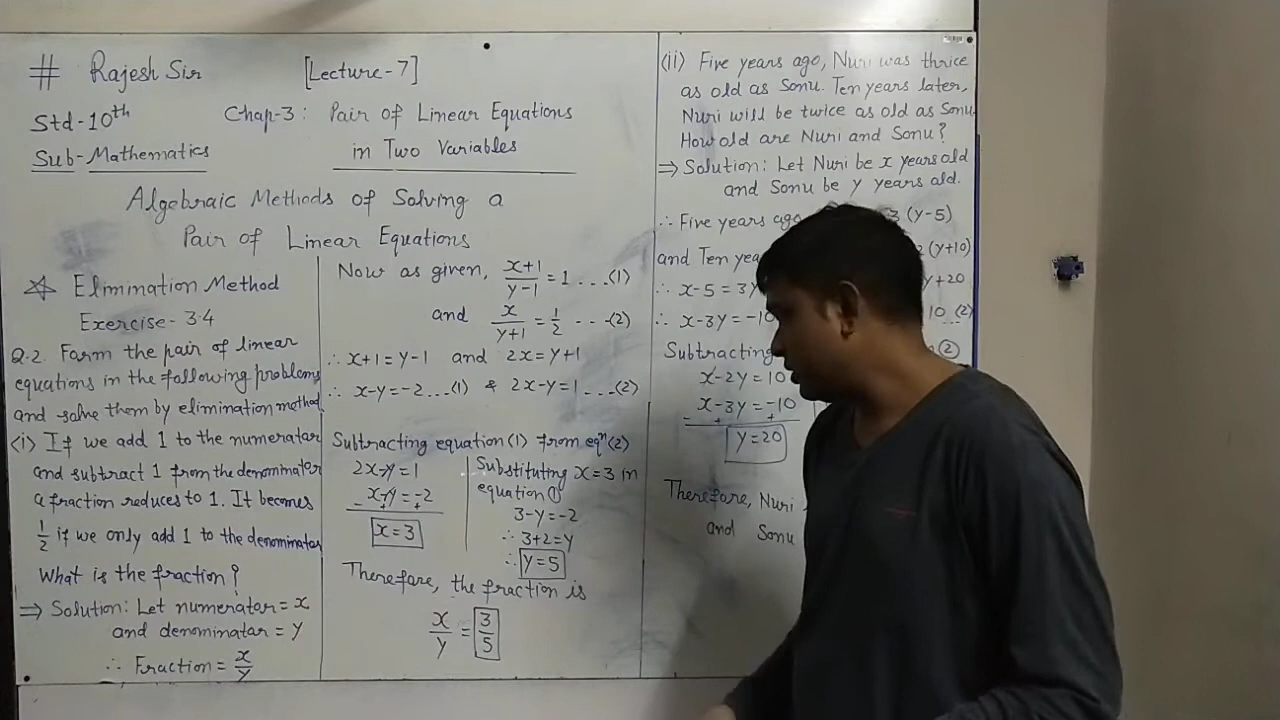 # Rajesh Sir
[Lecture-7]
Std-10th
Chap-3: Pair of Linear Equations
in Two Variables
Sub-Mathematics
Algebraic Methods of Solving a
Pair of Linear Equations
☆ Elimination Method
Exercise-3.4
Q.2. Form the pair of linear
equations in the following problems
and solve them by elimination method
(i) If we add 1 to the numerator
and subtract 1 from the denominator
a fraction reduces to 1. It becomes
1/2 if we only add 1 to the denominator
What is the fraction?
⇒ Solution: Let numerator = x
and denominator = y
∴ Fraction = x/y
Now as given, (x+1)/(y-1) = 1 ...(1)
and x/(y+1) = 1/2 ...(2)
∴ x+1=y-1 and 2x=y+1
∴ x-y=-2 ...(1) & 2x-y=1 ...(2)
Subtracting equation (1) from eqn (2)
2x-y=1
x-y=-2
- + +
x=3
Substituting x=3 in
equation ①
3-y=-2
∴ 3+2=y
∴ y=5
Therefore, the fraction is
x/y = 3/5
(ii) Five years ago, Nuri was thrice
as old as Sonu. Ten years later,
Nuri will be twice as old as Sonu
How old are Nuri and Sonu?
⇒ Solution: Let Nuri be x years old
and Sonu be y years old.
∴ Five years ago 3(y-5)
and Ten (y+10)
∴ x-5=3y y+20
∴ x-3y=-10 10 (2)
Subtracting ②
x-2y=10
x-3y=-10
- + +
y=20
Therefore, Nuri
and Sonu